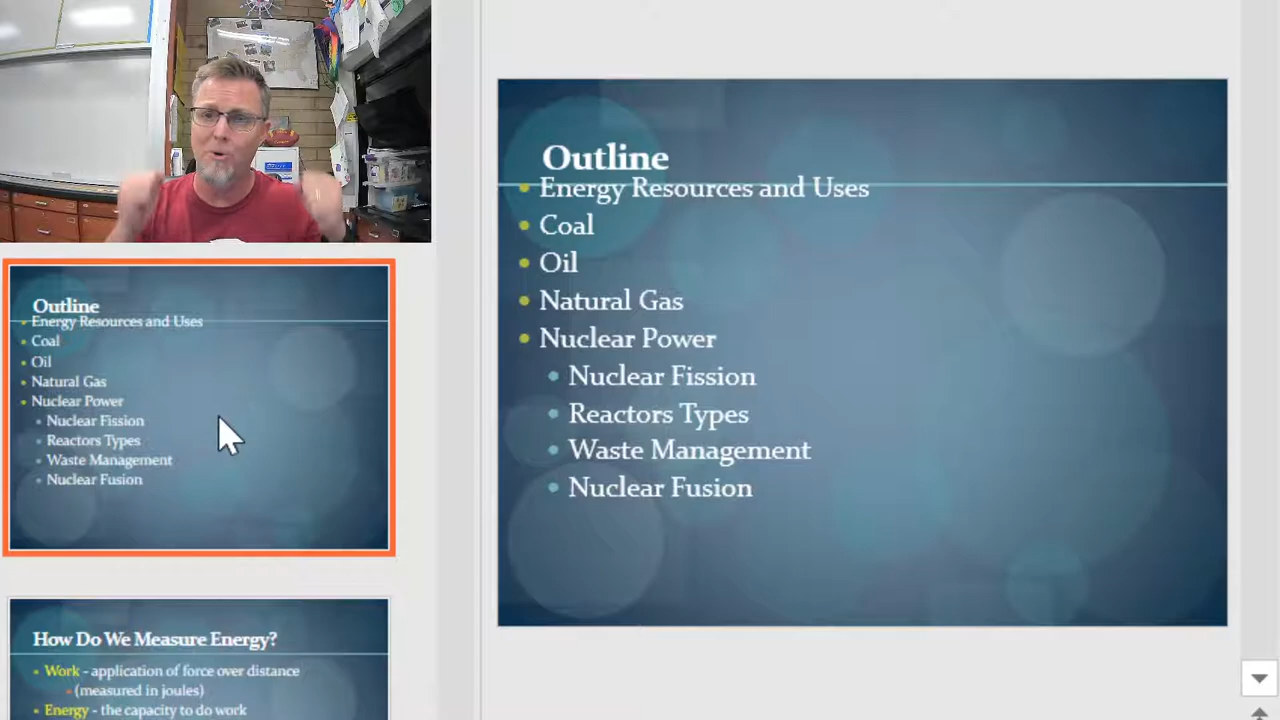 Outline
Energy Resources and Uses
Coal
Oil
Natural Gas
Nuclear Power
Nuclear Fission
Reactors Types
Waste Management
Nuclear Fusion
How Do We Measure Energy?
Work - application of force over distance
(measured in joules)
Energy - the capacity to do work
Outline
Energy Resources and Uses
Coal
Oil
Natural Gas
Nuclear Power
Nuclear Fission
Reactors Types
Waste Management
Nuclear Fusion